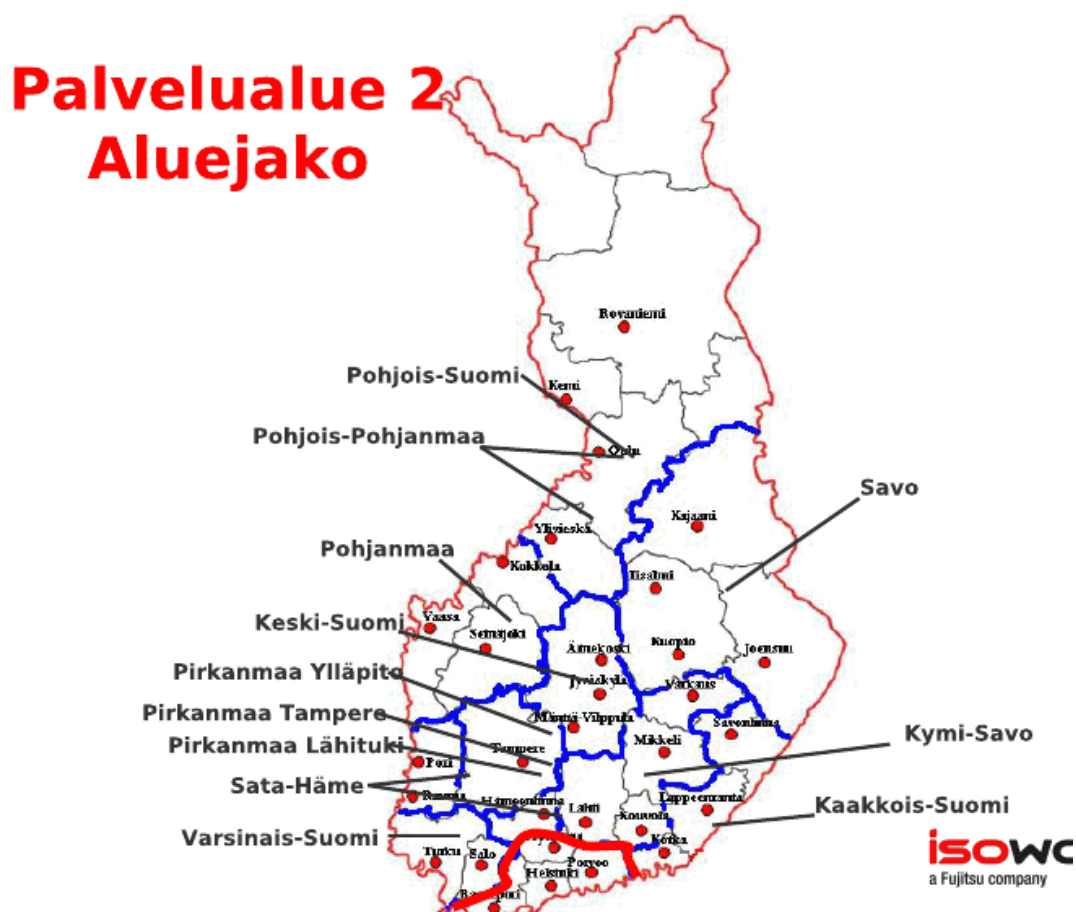 Palvelualue 2
Aluejako
Rovaniemi
Pohjois-Suomi
Kemi
Pohjois-Pohjanmaa
Oulu
Savo
Kajaani
Ylivieska
Pohjanmaa
Kokkola
Iisalmi
Vaasa
Keski-Suomi
Seinäjoki
Äänekoski
Kuopio
Joensuu
Pirkanmaa Ylläpito
Jyväskylä
Varkaus
Pirkanmaa Tampere
Mänttä-Vilppula
Savonlinna
Kymi-Savo
Pirkanmaa Lähituki
Tampere
Mikkeli
Pori
Sata-Häme
Rauma
Hämeenlinna
Lahti
Lappeenranta
Kaakkois-Suomi
Kouvola
Varsinais-Suomi
Kotka
Turku
Salo
Porvoo
Helsinki
isowo
a Fujitsu company